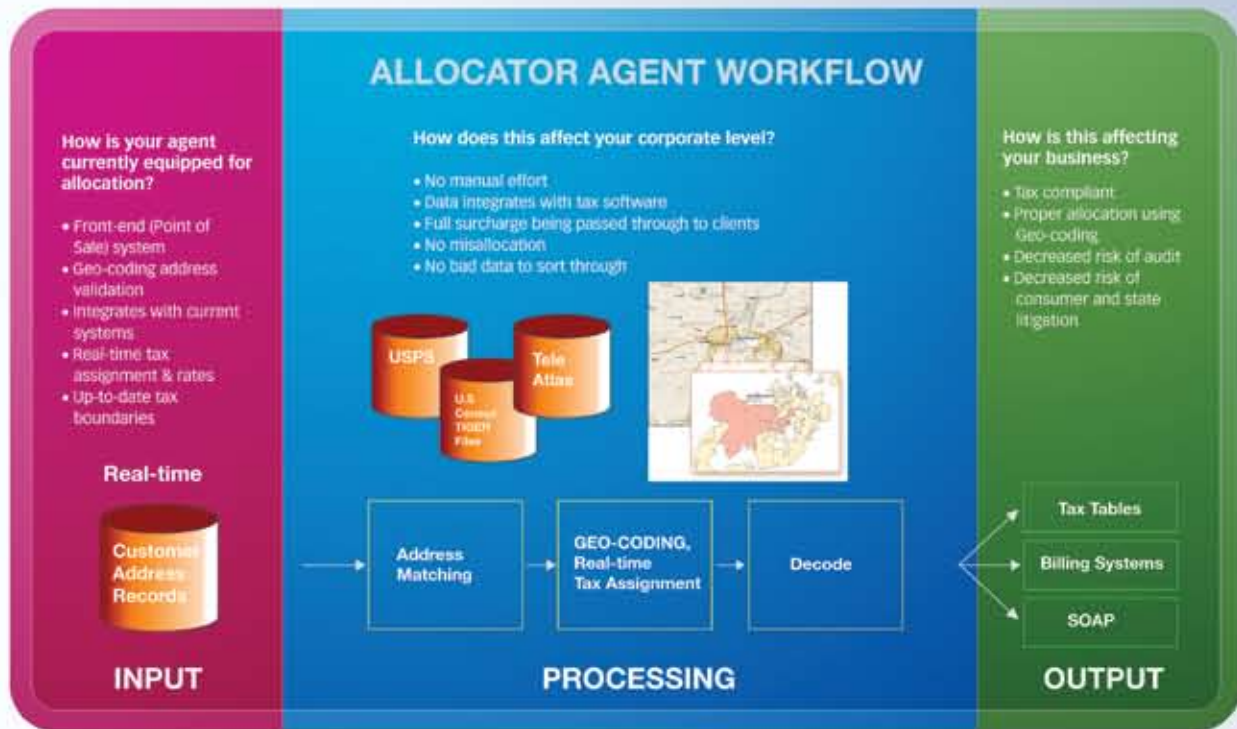 ALLOCATOR AGENT WORKFLOW
How is your agent
currently equipped for
allocation?
• Front-end (Point of
Sale) system
• Geo-coding address
validation
• Integrates with current
systems
• Real-time tax
assignment & rates
• Up-to-date tax
boundaries
Real-time
Customer
Address
Records
INPUT
How does this affect your corporate level?
• No manual effort
• Data integrates with tax software
• Full surcharge being passed through to clients
• No misallocation
• No bad data to sort through
USPS
U.S
Census
TIGER
Files
Tele
Atlas
Address
Matching
GEO-CODING,
Real-time
Tax Assignment
Decode
PROCESSING
How is this affecting
your business?
• Tax compliant
• Proper allocation using
Geo-coding
• Decreased risk of audit
• Decreased risk of
consumer and state
litigation
Tax Tables
Billing Systems
SOAP
OUTPUT